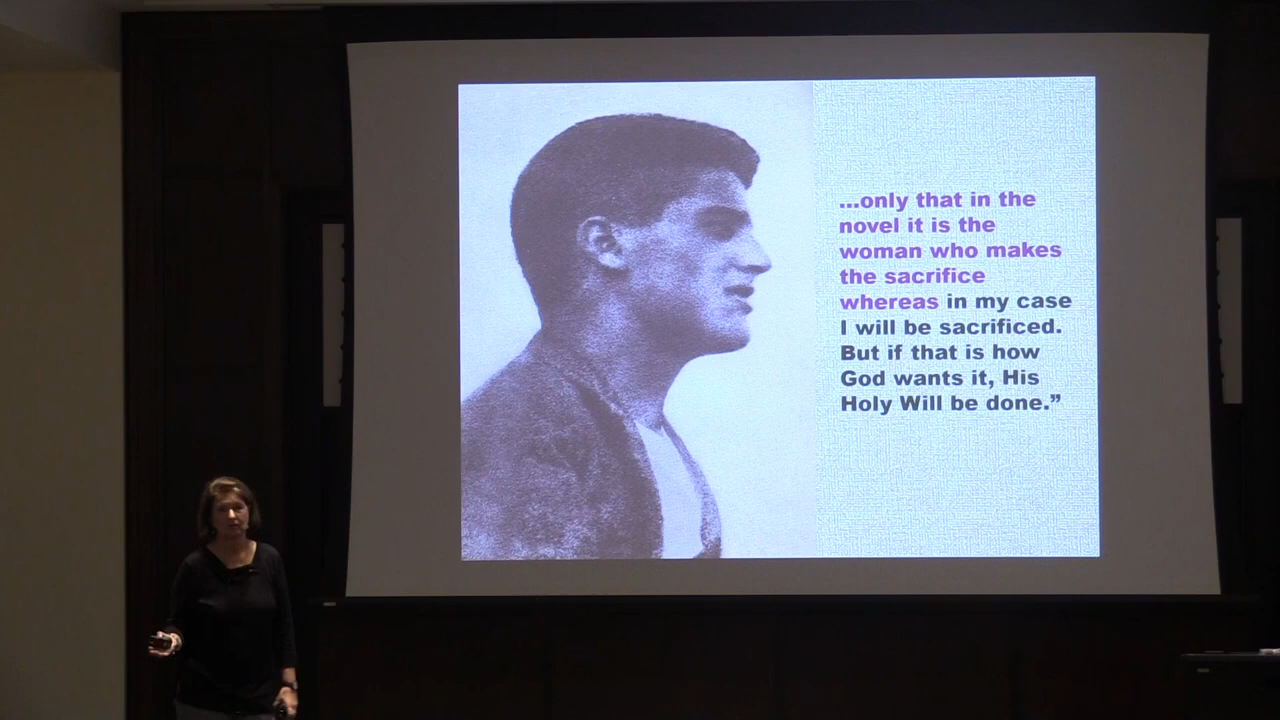 ...only that in the
novel it is the
woman who makes
the sacrifice
whereas in my case
I will be sacrificed.
But if that is how
God wants it, His
Holy Will be done.”